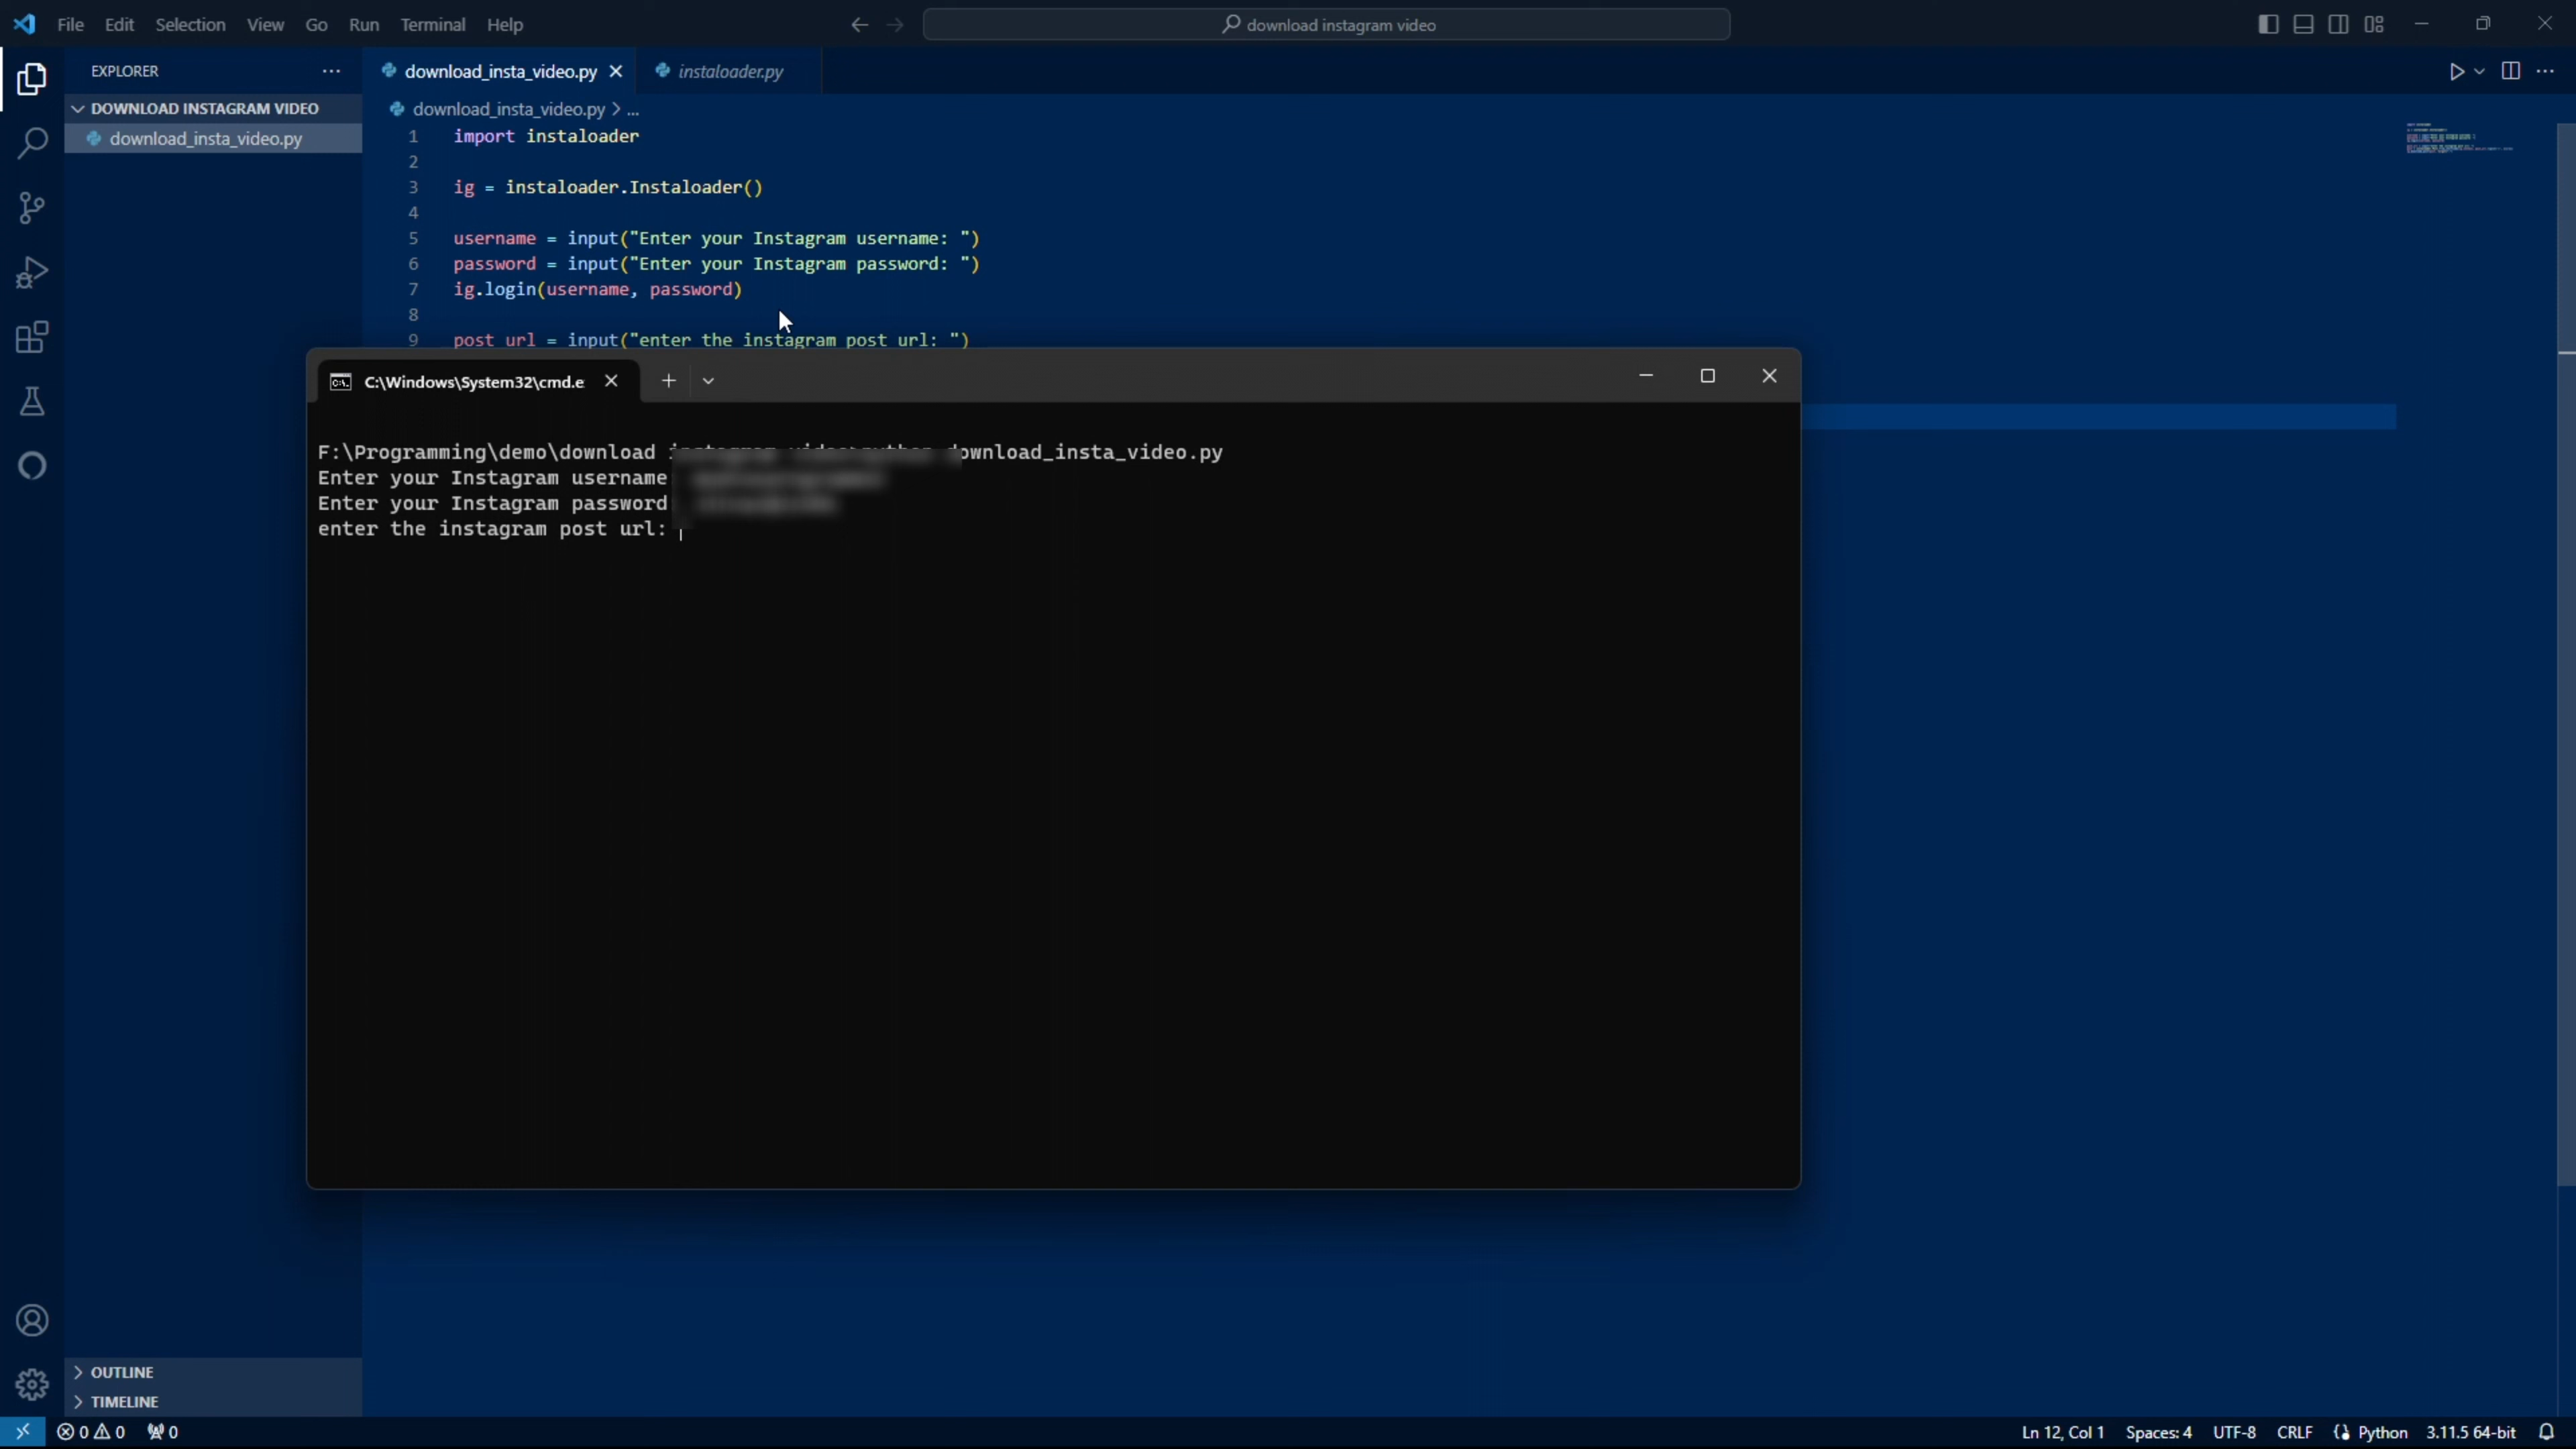 File Edit Selection View Go Run Terminal Help
download instagram video
EXPLORER
DOWNLOAD INSTAGRAM VIDEO
download_insta_video.py
download_insta_video.py
instaloader.py
download_insta_video.py > ...
1 import instaloader
2
3 ig = instaloader.Instaloader()
4
5 username = input("Enter your Instagram username: ")
6 password = input("Enter your Instagram password: ")
7 ig.login(username, password)
8
9 post_url = input("enter the instagram post url: ")
C:\Windows\System32\cmd.e
F:\Programming\demo\download download_insta_video.py
Enter your Instagram username
Enter your Instagram password
enter the instagram post url:
OUTLINE
TIMELINE
0 0 0
Ln 12, Col 1 Spaces: 4 UTF-8 CRLF Python 3.11.5 64-bit